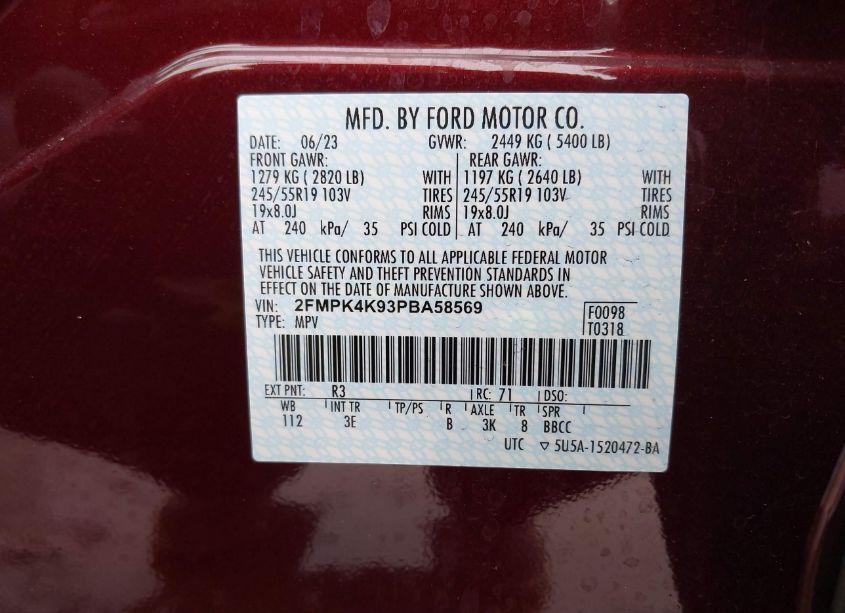 MFD. BY FORD MOTOR CO.
DATE: 06/23 GVWR: 2449 KG ( 5400 LB)
FRONT GAWR: REAR GAWR:
1279 KG ( 2820 LB) WITH 1197 KG ( 2640 LB) WITH
245/55R19 103V TIRES 245/55R19 103V TIRES
19x8.0J RIMS 19x8.0J RIMS
AT 240 kPa/ 35 PSI COLD AT 240 kPa/ 35 PSI COLD
THIS VEHICLE CONFORMS TO ALL APPLICABLE FEDERAL MOTOR
VEHICLE SAFETY AND THEFT PREVENTION STANDARDS IN
EFFECT ON THE DATE OF MANUFACTURE SHOWN ABOVE.
VIN: 2FMPK4K93PBA58569 F0098
TYPE: MPV T0318
EXT PNT: R3 RC: 71 DSO:
WB INT TR TP/PS R AXLE TR SPR
112 3E B 3K 8 BBCC
UTC ▽ 5U5A-1520472-BA